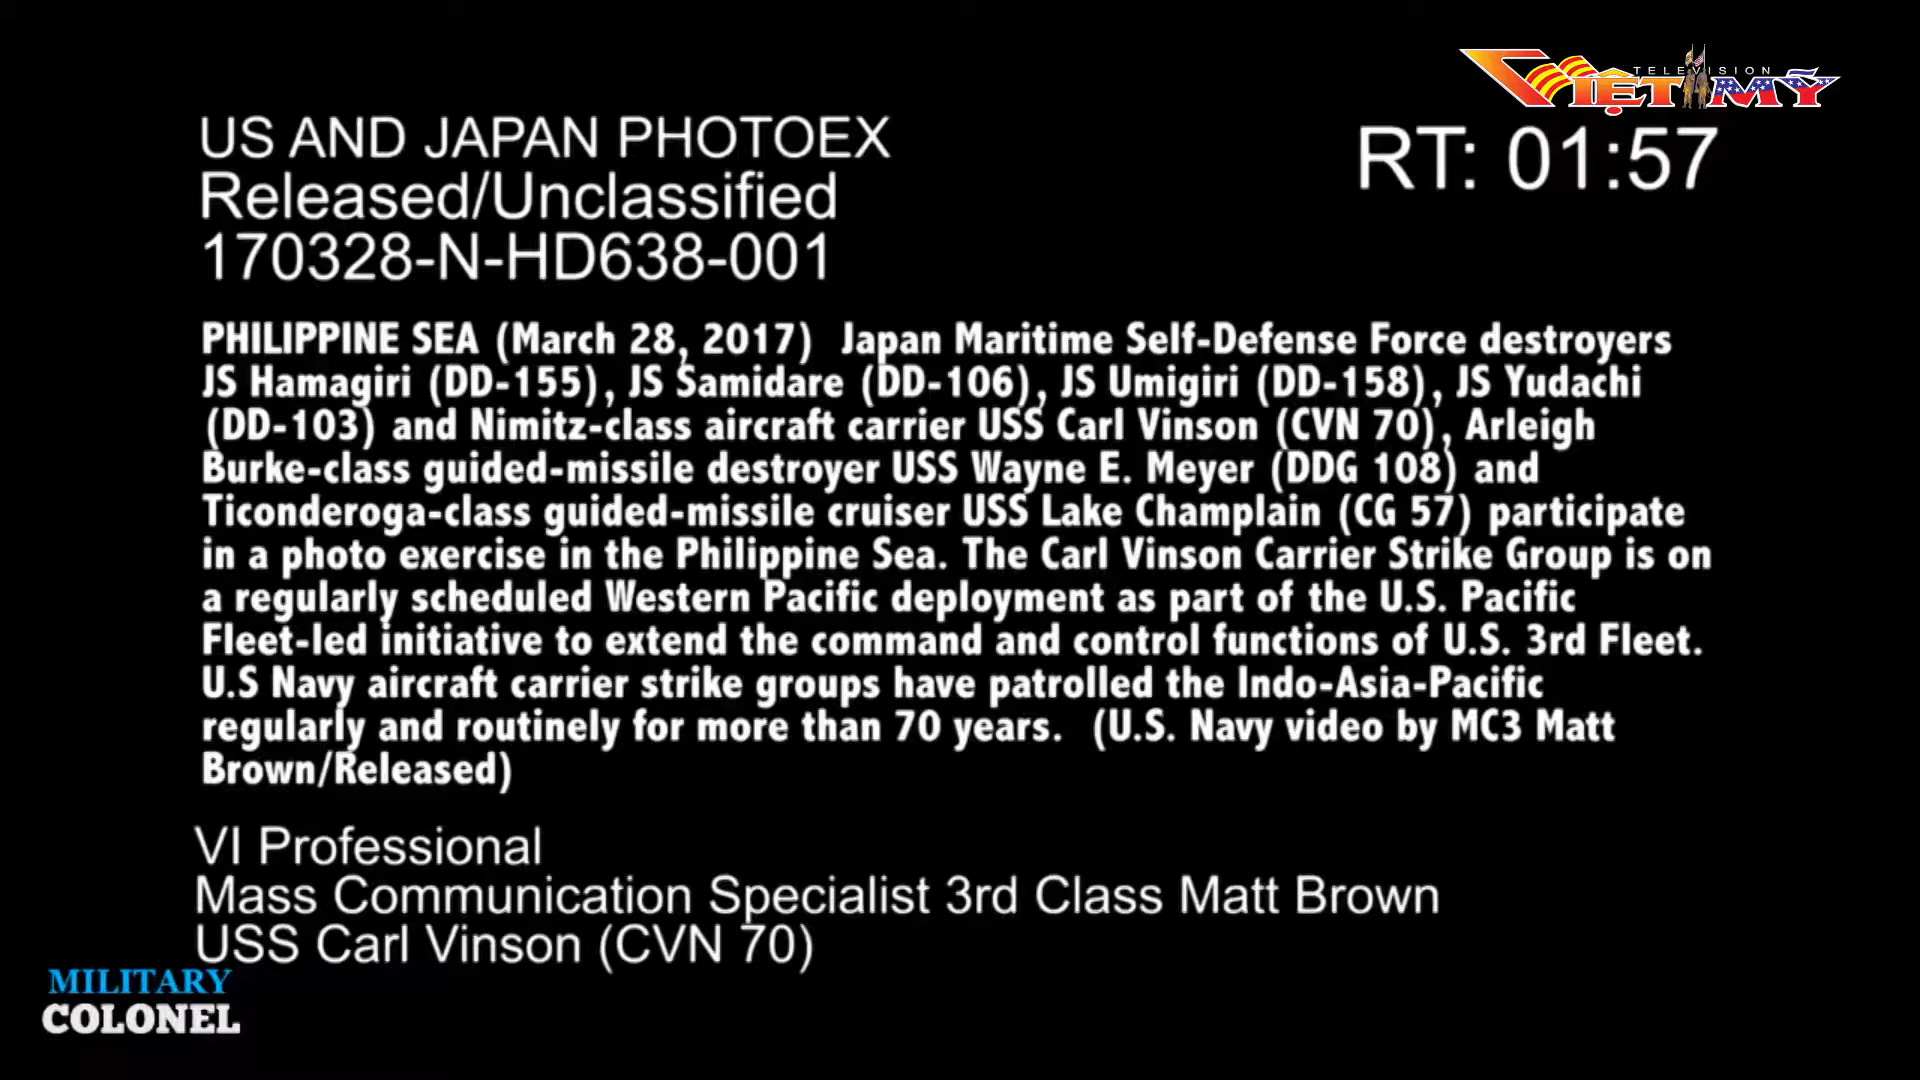 TELEVISION
VIỆT MỸ
US AND JAPAN PHOTOEX
RT: 01:57
Released/Unclassified
170328-N-HD638-001
PHILIPPINE SEA (March 28, 2017)  Japan Maritime Self-Defense Force destroyers
JS Hamagiri (DD-155), JS Samidare (DD-106), JS Umigiri (DD-158), JS Yudachi
(DD-103) and Nimitz-class aircraft carrier USS Carl Vinson (CVN 70), Arleigh
Burke-class guided-missile destroyer USS Wayne E. Meyer (DDG 108) and
Ticonderoga-class guided-missile cruiser USS Lake Champlain (CG 57) participate
in a photo exercise in the Philippine Sea. The Carl Vinson Carrier Strike Group is on
a regularly scheduled Western Pacific deployment as part of the U.S. Pacific
Fleet-led initiative to extend the command and control functions of U.S. 3rd Fleet.
U.S Navy aircraft carrier strike groups have patrolled the Indo-Asia-Pacific
regularly and routinely for more than 70 years.  (U.S. Navy video by MC3 Matt
Brown/Released)
VI Professional
Mass Communication Specialist 3rd Class Matt Brown
USS Carl Vinson (CVN 70)
MILITARY
COLONEL